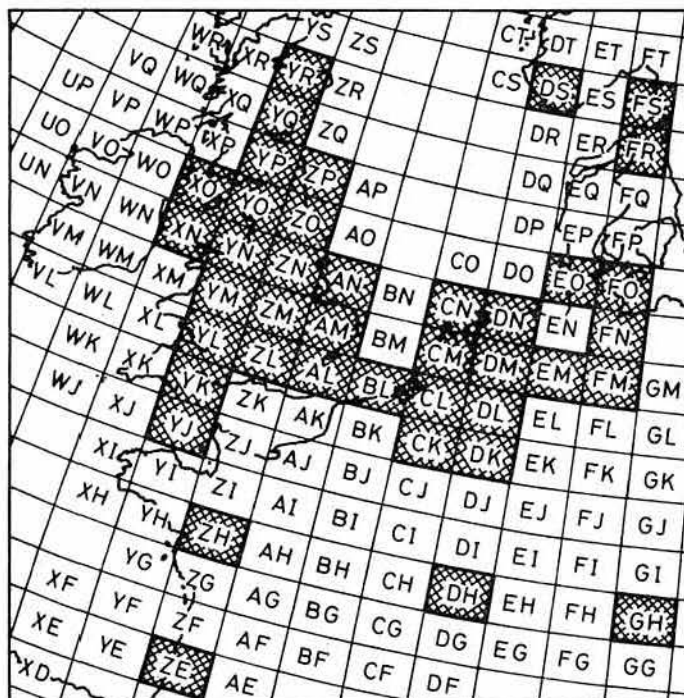 CT DT ET FT
YS ZS CS DS ES FS
WR XR YR ZR DR ER FR
VQ WQ XQ YQ ZQ DQ EQ FQ
UP VP WP XP YP ZP AP DP EP FP
UO VO WO XO YO ZO AO CO DO EO FO
UN VN WN XN YN ZN AN BN CN DN EN FN
VM WM XM YM ZM AM BM CM DM EM FM GM
VL WL XL YL ZL AL BL CL DL EL FL GL
WK XK YK ZK AK BK CK DK EK FK GK
WJ XJ YJ ZJ AJ BJ CJ DJ EJ FJ GJ
XI YI ZI AI BI CI DI EI FI GI
XH YH ZH AH BH CH DH EH FH GH
YG ZG AG BG CG DG EG FG GG
XF YF ZF AF BF CF DF
XE YE ZE AE
XD